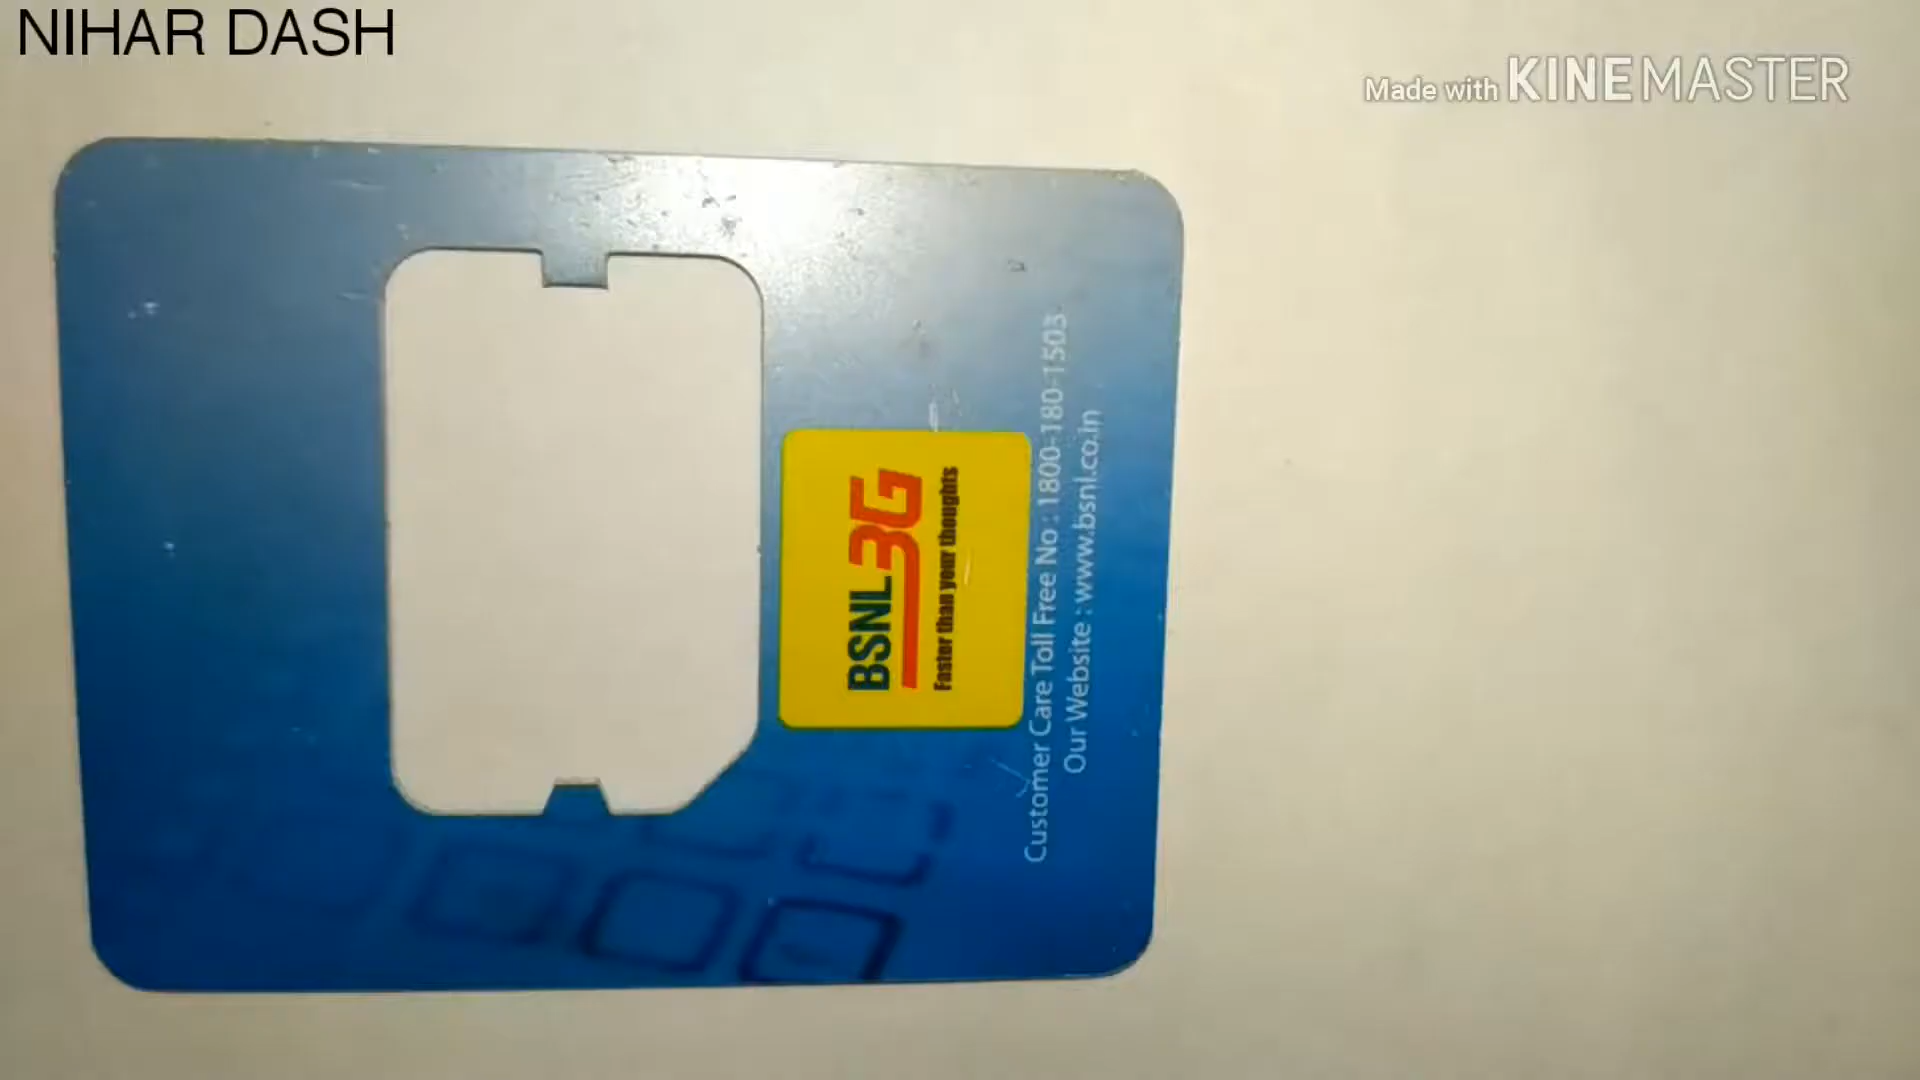 NIHAR DASH
Made with KINEMASTER
BSNL 3G
Faster than your thoughts
Customer Care Toll Free No : 1800-180-1503
Our Website : www.bsnl.co.in